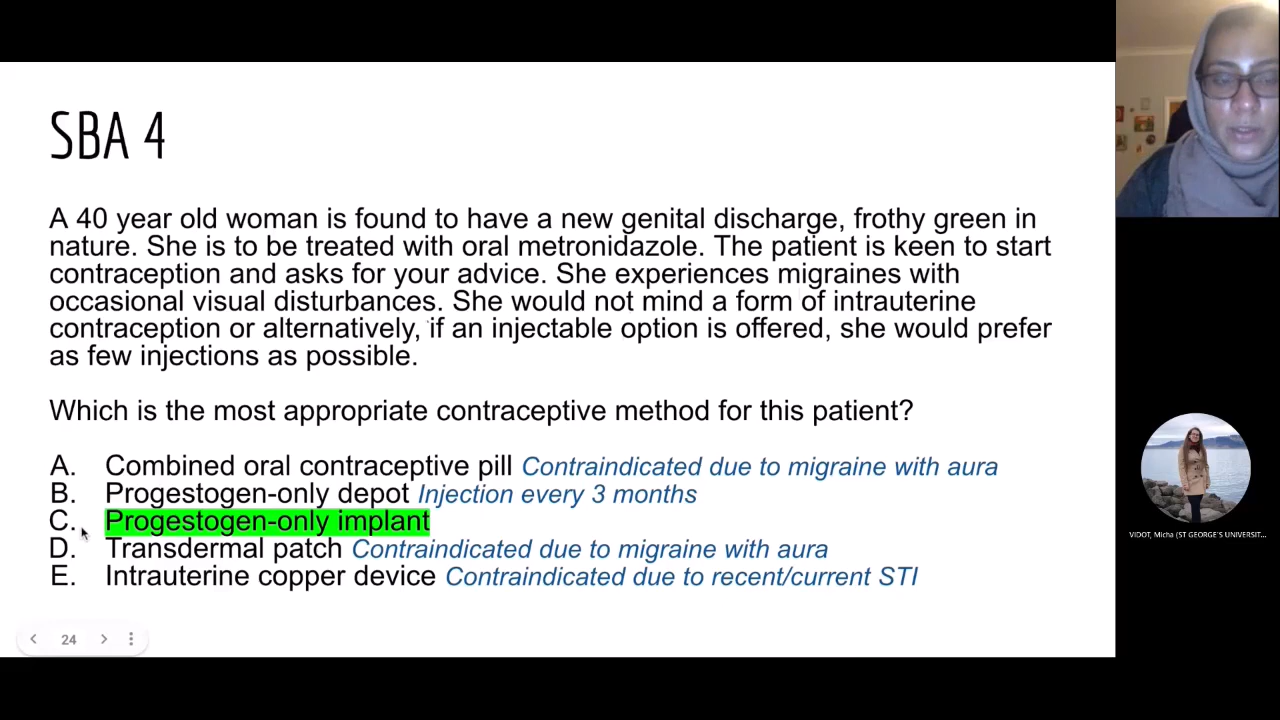 SBA 4
A 40 year old woman is found to have a new genital discharge, frothy green in
nature. She is to be treated with oral metronidazole. The patient is keen to start
contraception and asks for your advice. She experiences migraines with
occasional visual disturbances. She would not mind a form of intrauterine
contraception or alternatively, if an injectable option is offered, she would prefer
as few injections as possible.
Which is the most appropriate contraceptive method for this patient?
A. Combined oral contraceptive pill Contraindicated due to migraine with aura
B. Progestogen-only depot Injection every 3 months
C. Progestogen-only implant
D. Transdermal patch Contraindicated due to migraine with aura
E. Intrauterine copper device Contraindicated due to recent/current STI
24
VIDOT, Micha (ST GEORGE'S UNIVERSIT...